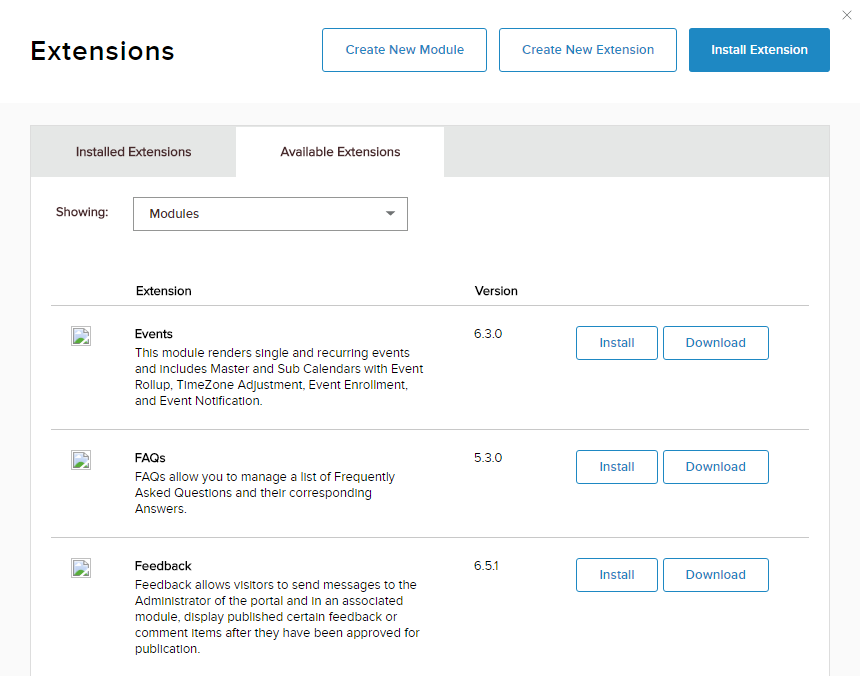 Extensions
Create New Module
Create New Extension
Install Extension
Installed Extensions
Available Extensions
Showing:
Modules
Extension
Version
Events
6.3.0
Install
Download
This module renders single and recurring events
and includes Master and Sub Calendars with Event
Rollup, TimeZone Adjustment, Event Enrollment,
and Event Notification.
FAQs
5.3.0
Install
Download
FAQs allow you to manage a list of Frequently
Asked Questions and their corresponding
Answers.
Feedback
6.5.1
Install
Download
Feedback allows visitors to send messages to the
Administrator of the portal and in an associated
module, display published certain feedback or
comment items after they have been approved for
publication.